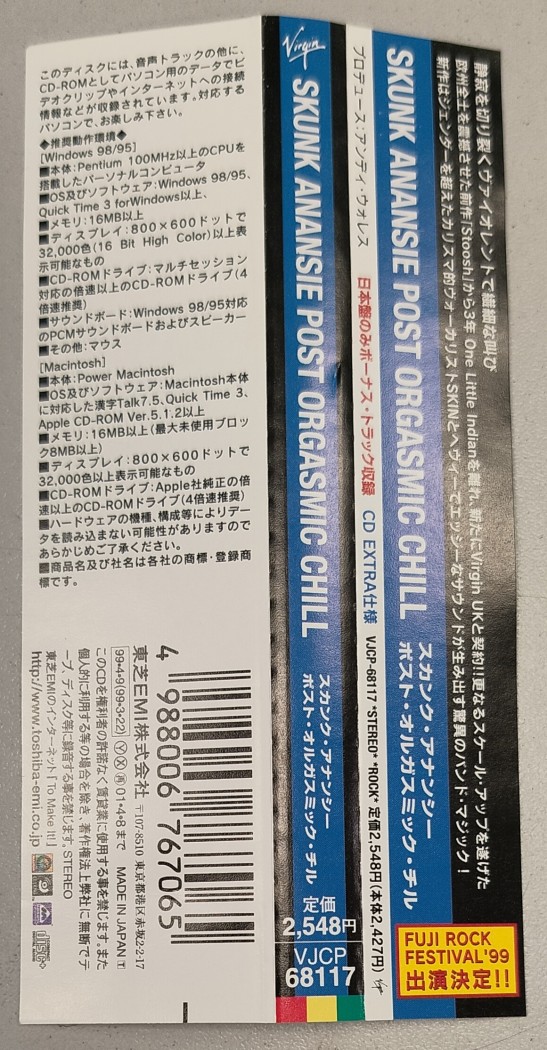 静寂を切り裂くヴァイオレントで繊細な叫び
欧州全土を震撼させた前作「Stoosh」から3年 One Little Indianを離れ、新たにVirgin UKと契約!!更なるスケール・アップを遂げた
新作はジェンダーを超えたカリスマ的ヴォーカリストSKINとヘヴィ・でエッジーなサウンドが生み出す驚異のバンド・マジック!
SKUNK ANANSIE POST ORGASMIC CHILL
スカンク・アナンシー
ポスト・オルガスミック・チル
FUJI ROCK
FESTIVAL'99
出演決定!!
プロデュース:アンディ・ウォレス
日本盤のみボーナス・トラック収録
CD EXTRA仕様
VJCP-68117 *STEREO* *ROCK* 定価2,548円(本体2,427円)
Virgin
SKUNK ANANSIE POST ORGASMIC CHILL
スカンク・アナンシー
ポスト・オルガスミック・チル
定価
2,548円
VJCP
68117
このディスクには、音声トラックの他に、
CD-ROMとしてパソコン用のデータでビ
デオクリップやインターネットへの接続
情報などが収録されています。対応する
パソコンで、お楽しみ下さい。
◆推奨動作環境◆
[Windows 98/95]
■本体:Pentium 100MHz以上のCPUを
搭載したパーソナルコンピュータ
■OS及びソフトウェア:Windows 98/95、
Quick Time 3 forWindows以上、
■メモリ:16MB以上
■ディスプレイ:800×600ドットで
32,000色(16 Bit High Color)以上表
示可能なもの
■CD-ROMドライブ:マルチセッション
対応の倍速以上のCD-ROMドライブ(4
倍速推奨)
■サウンドボード:Windows 98/95対応
のPCMサウンドボードおよびスピーカー
■その他:マウス
[Macintosh]
■本体:Power Macintosh
■OS及びソフトウェア:Macintosh本体
に対応した漢字Talk7.5、Quick Time 3、
Apple CD-ROM Ver.5.1.2以上
■メモリ:16MB以上(最大未使用ブロッ
ク8MB以上)
■ディスプレイ:800×600ドットで
32,000色以上表示可能なもの
■CD-ROMドライブ:Apple社純正の倍
速以上のCD-ROMドライブ(4倍速推奨)
■ハードウェアの機種、構成等によりデー
タを読み込まない可能性がありますので
あらかじめご了承ください。
■商品名及び社名は各社の商標・登録商
標です。
4 988006 767065
東芝EMI株式会社 〒107-8510 東京都港区赤坂2-2-17
99・4・9(99・3・22) Ⓨ Ⓧ 再 01・4・8まで MADE IN JAPAN Ⓣ
このCDを権利者の許諾なく賃貸業に使用する事を禁じます。また
個人的に利用する等の場合を除き、著作権法上弊社に無断でテ
ープ、ディスク等に録音する事を禁じます。STEREO
東芝EMIのインターネット「To Make It!」
http://www.toshiba-emi.co.jp